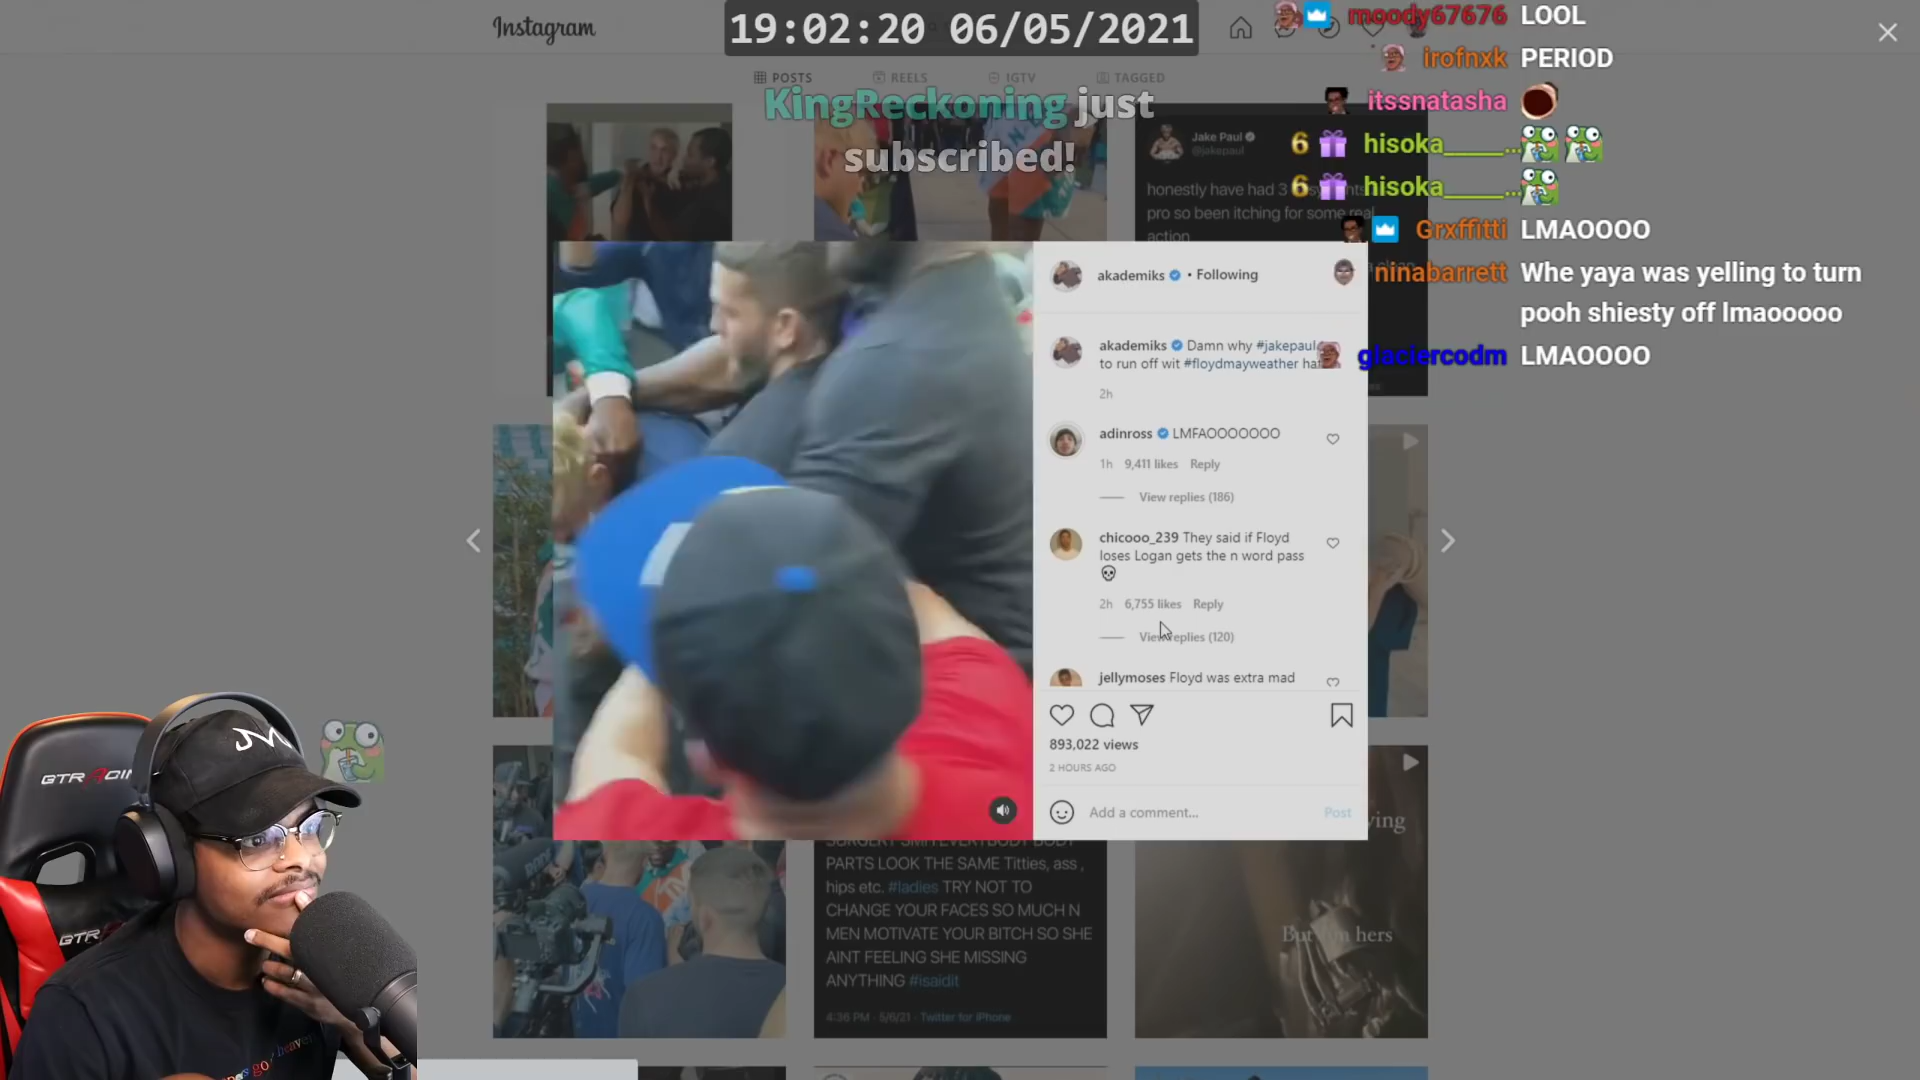 Instagram
19:02:20 06/05/2021
POSTS
REELS
IGTV
TAGGED
KingReckoning just
subscribed!
Jake Paul
@jakepaul
honestly have had 3
pro so been itching for some real
action
moody67676 LOOL
irofnxk PERIOD
itssnatasha
6 hisoka_____...
6 hisoka_____...
Grxffitti LMAOOOO
ninabarrett Whe yaya was yelling to turn
pooh shiesty off lmaooooo
glaciercodm LMAOOOO
akademiks • Following
akademiks Damn why #jakepaul
to run off wit #floydmayweather hat
2h
adinross LMFAOOOOOOO
1h 9,411 likes Reply
View replies (186)
chicooo_239 They said if Floyd
loses Logan gets the n word pass
2h 6,755 likes Reply
View replies (120)
jellymoses Floyd was extra mad
893,022 views
2 HOURS AGO
Add a comment...
Post
PARTS LOOK THE SAME Titties, ass ,
hips etc. #ladies TRY NOT TO
CHANGE YOUR FACES SO MUCH N
MEN MOTIVATE YOUR BITCH SO SHE
AINT FEELING SHE MISSING
ANYTHING #isaidit
4:36 PM · 5/6/21 · Twitter for iPhone
hers
GTR
GTR